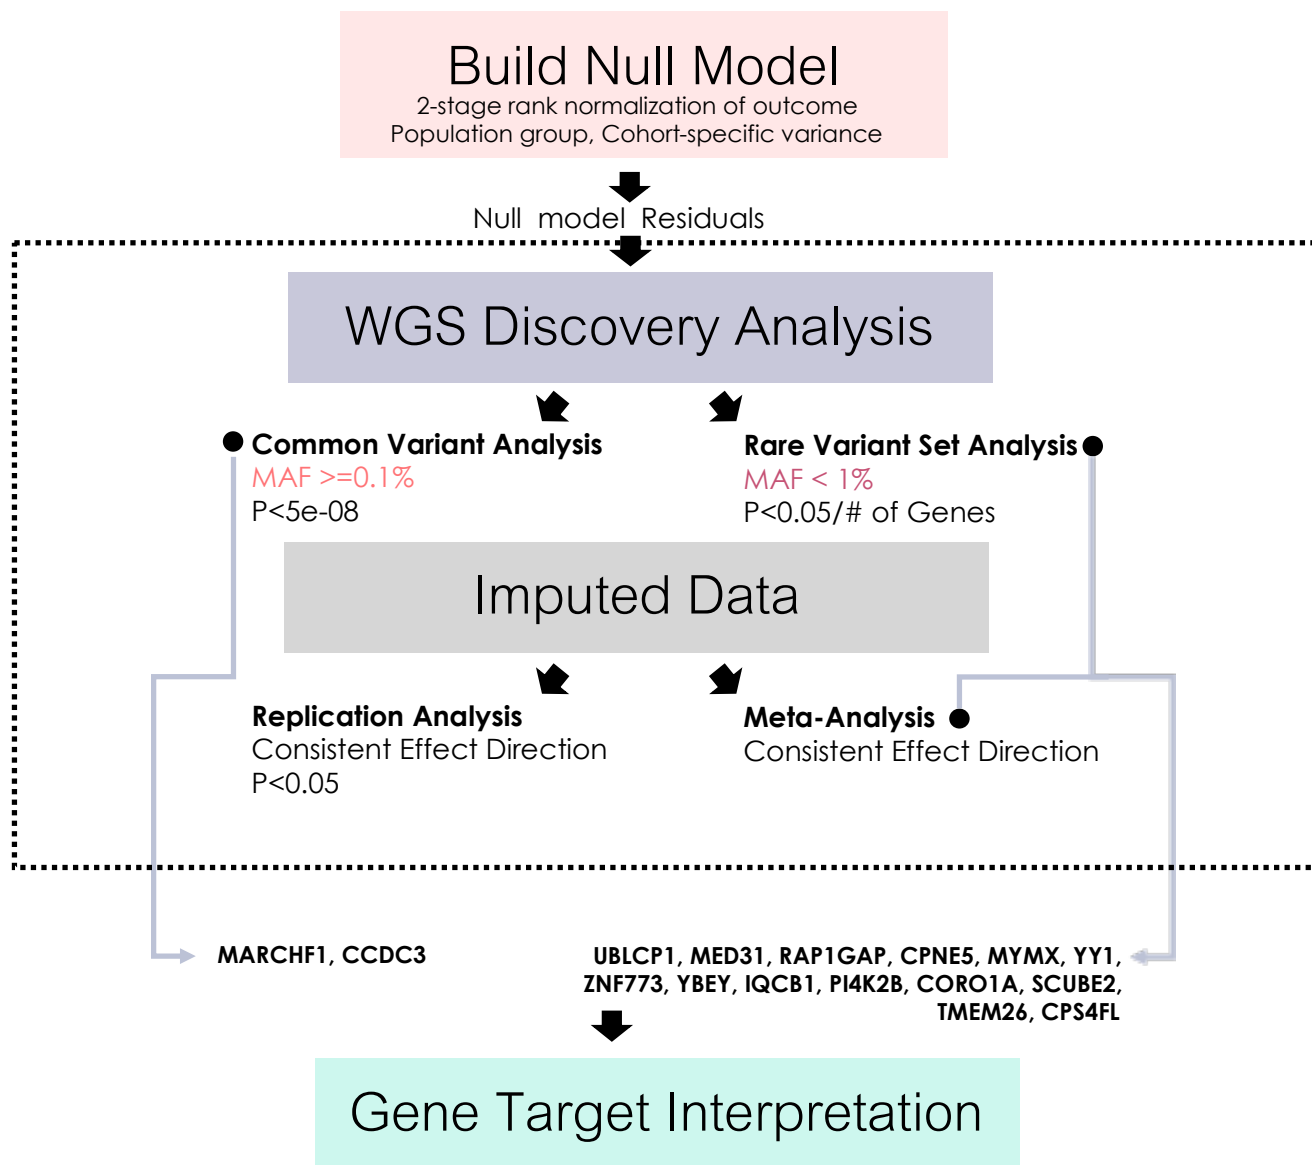 Build Null Model
2-stage rank normalization of outcome
Population group, Cohort-specific variance
Null model Residuals
WGS Discovery Analysis
Common Variant Analysis
MAF >=0.1%
P<5e-08
Rare Variant Set Analysis
MAF < 1%
P<0.05/# of Genes
Imputed Data
Replication Analysis
Consistent Effect Direction
P<0.05
Meta-Analysis
Consistent Effect Direction
MARCHF1, CCDC3
UBLCP1, MED31, RAP1GAP, CPNE5, MYMX, YY1,
ZNF773, YBEY, IQCB1, PI4K2B, CORO1A, SCUBE2,
TMEM26, CPS4FL
Gene Target Interpretation